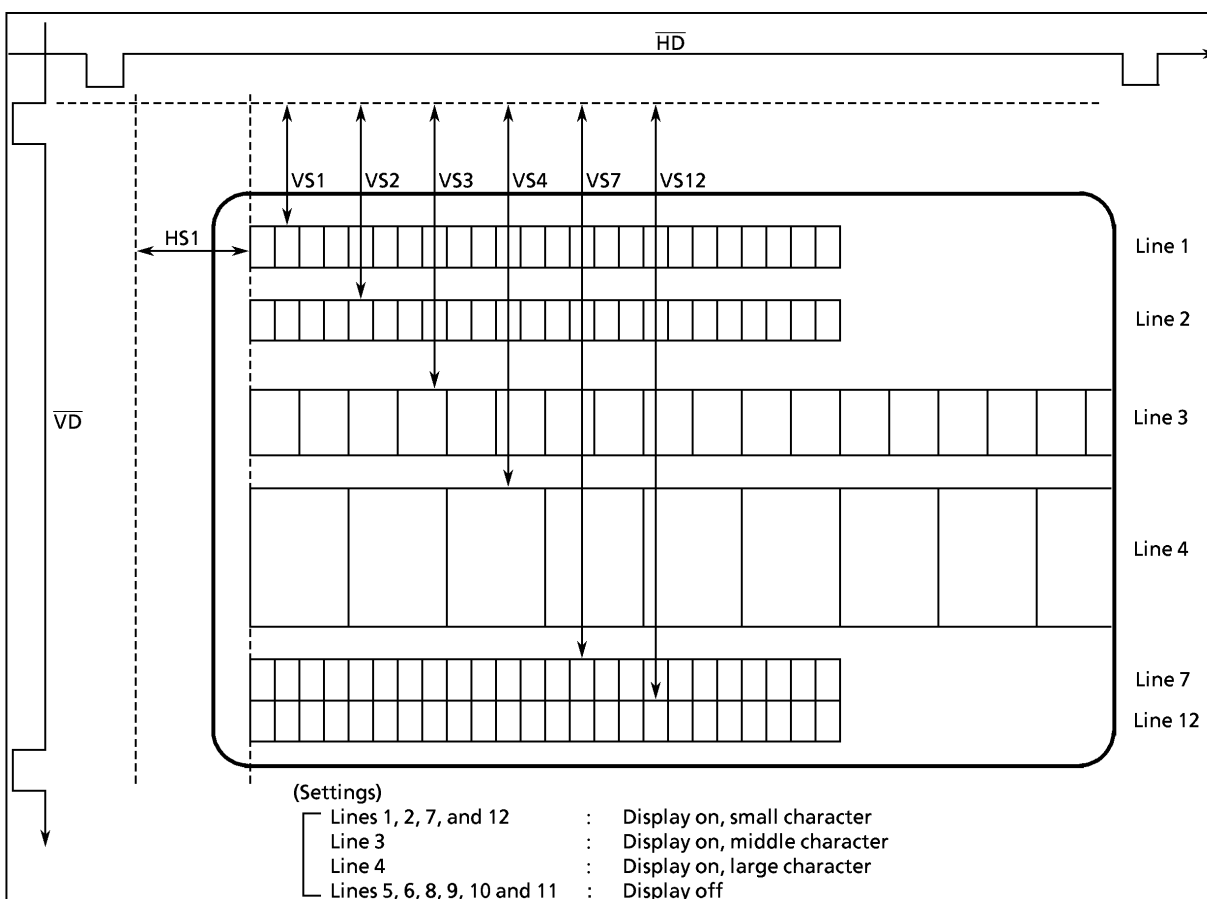 HD
VS1 VS2 VS3 VS4 VS7 VS12
HS1
Line 1
Line 2
VD
Line 3
Line 4
Line 7
Line 12
(Settings)
Lines 1, 2, 7, and 12 : Display on, small character
Line 3 : Display on, middle character
Line 4 : Display on, large character
Lines 5, 6, 8, 9, 10 and 11 : Display off